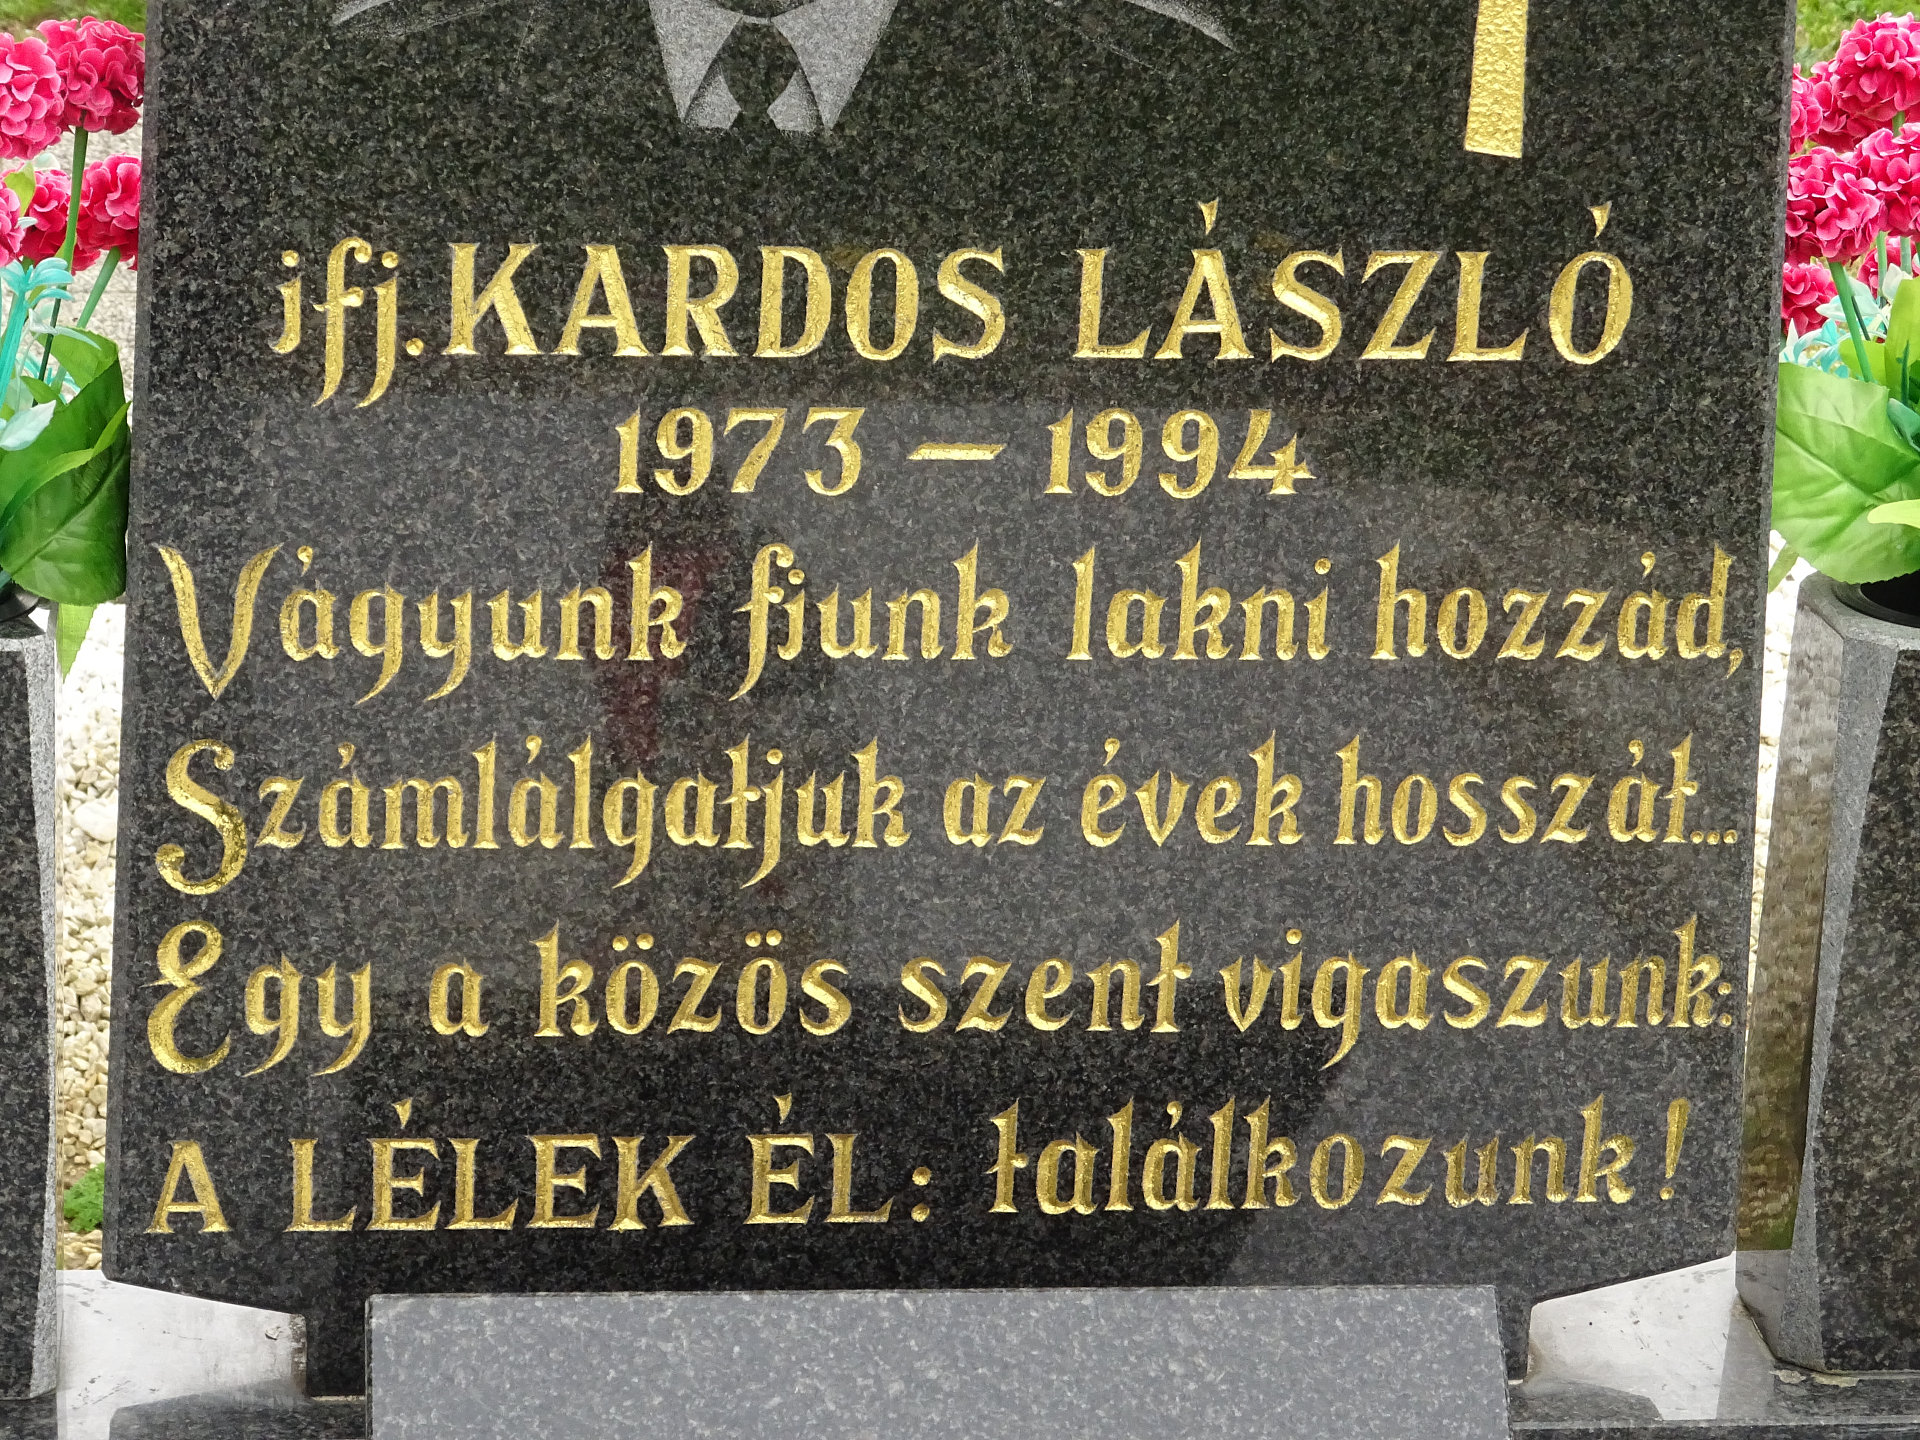 ifj. KARDOS LÁSZLÓ
1973 – 1994
Vágyunk fiunk lakni hozzád,
Számlálgatjuk az évek hosszát...
Egy a közös szent vigaszunk:
A LÉLEK ÉL: találkozunk!